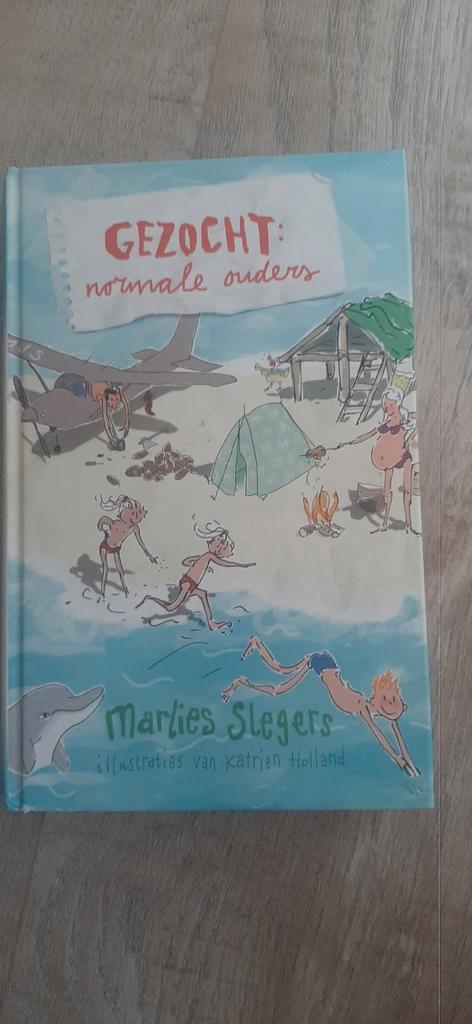 GEZOCHT:
normale ouders
Marlies Slegers
illustraties van Katrien Holland